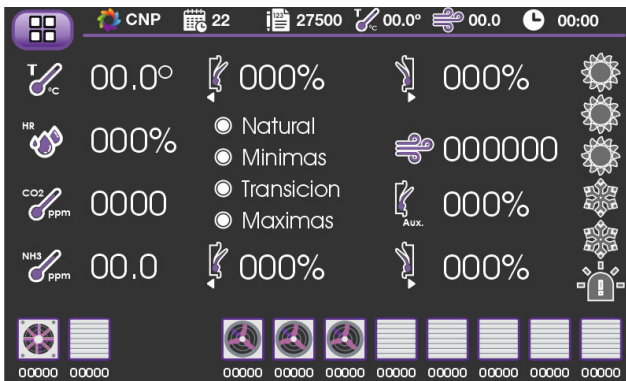 CNP 22 123 27500 T °C 00.0° 00.0 00:00
T °C 00.0° 000% 000%
HR 000% Natural
Minimas 000000
CO2 ppm 0000 Transicion Aux. 000%
Maximas
NH3 ppm 00.0 000% 000%
00000 00000 00000 00000 00000 00000 00000 00000 00000 00000